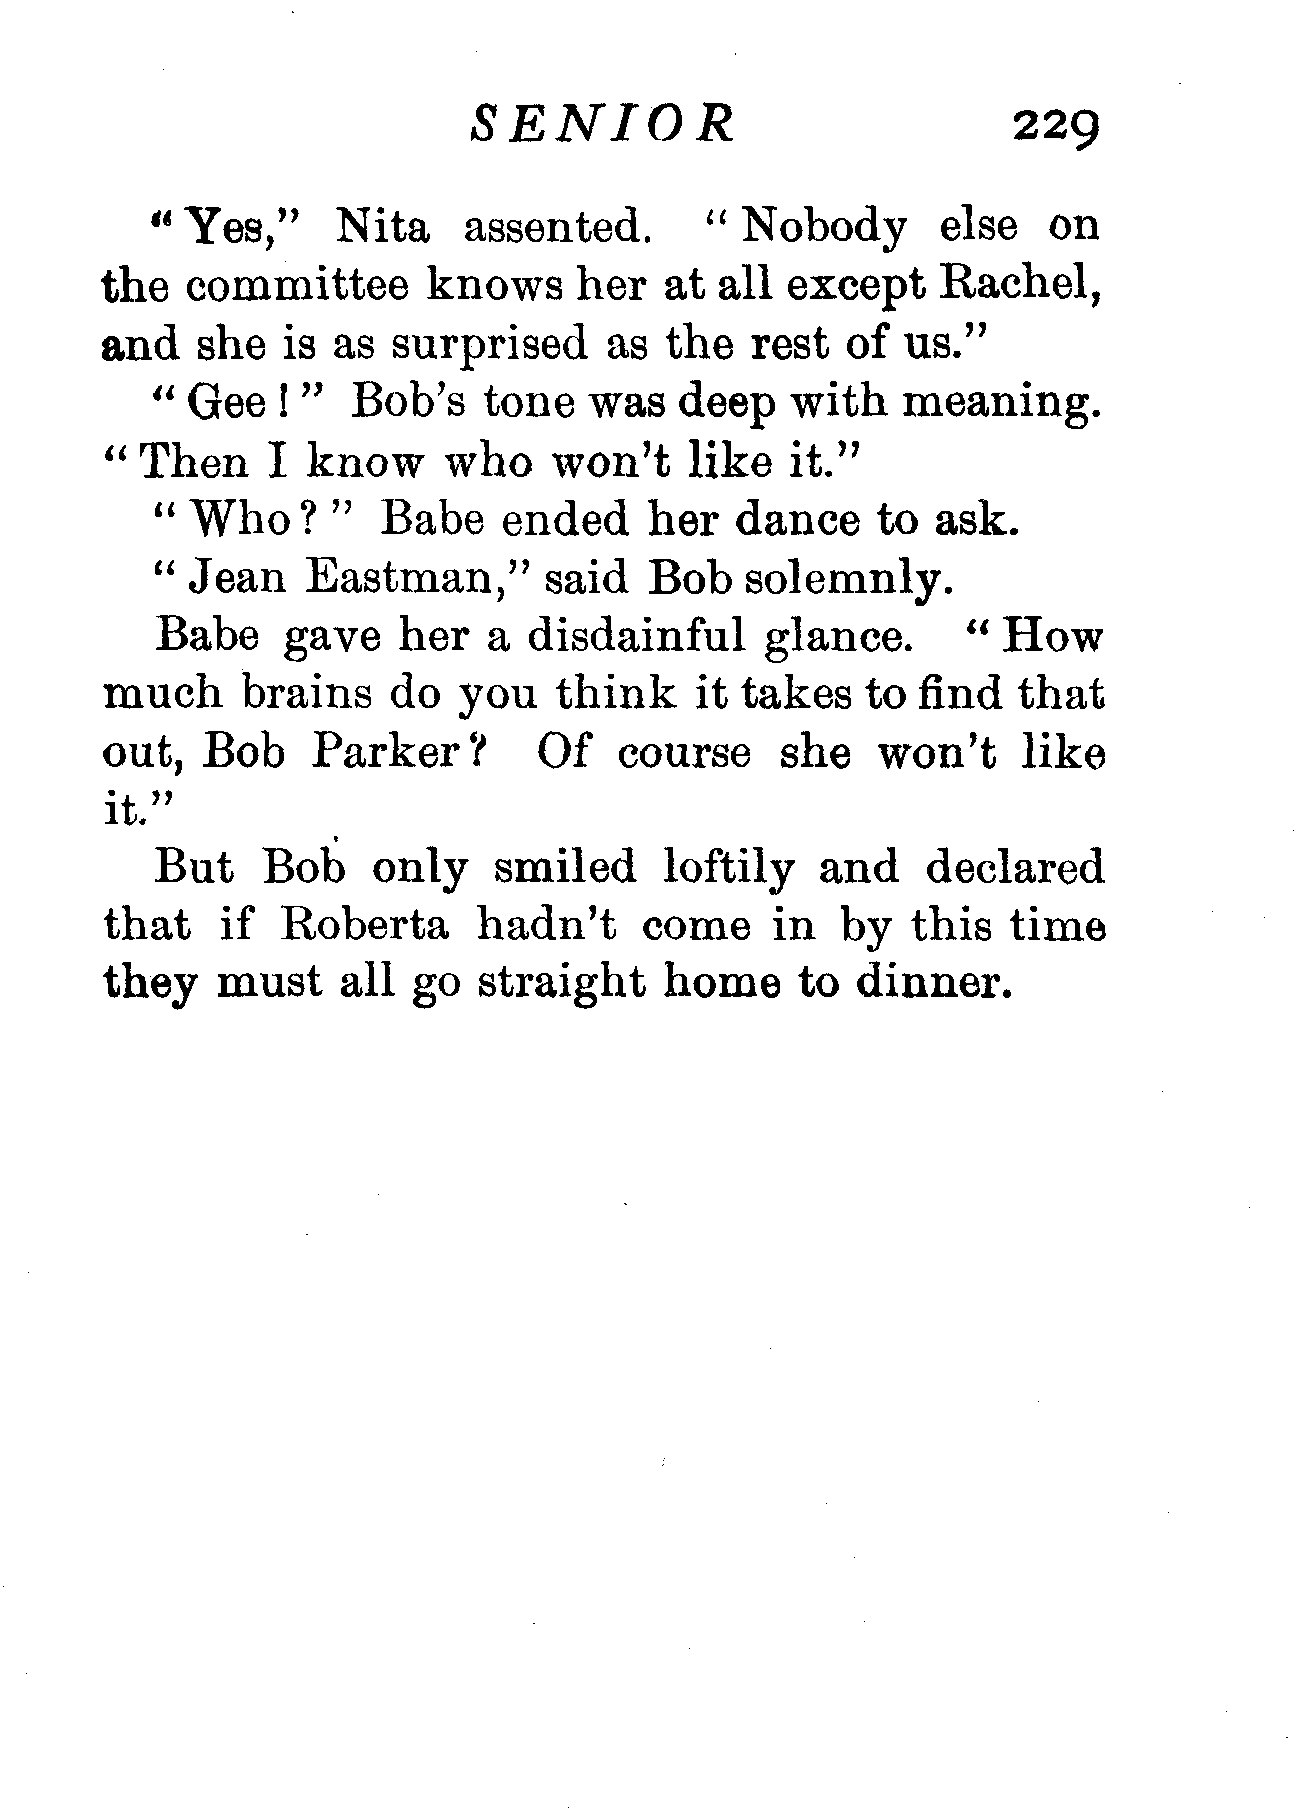 SENIOR 229
“Yes,” Nita assented. “Nobody else on
the committee knows her at all except Rachel,
and she is as surprised as the rest of us.”
“Gee!” Bob’s tone was deep with meaning.
“Then I know who won’t like it.”
“Who?” Babe ended her dance to ask.
“Jean Eastman,” said Bob solemnly.
Babe gave her a disdainful glance. “How
much brains do you think it takes to find that
out, Bob Parker? Of course she won’t like
it.”
But Bob only smiled loftily and declared
that if Roberta hadn’t come in by this time
they must all go straight home to dinner.